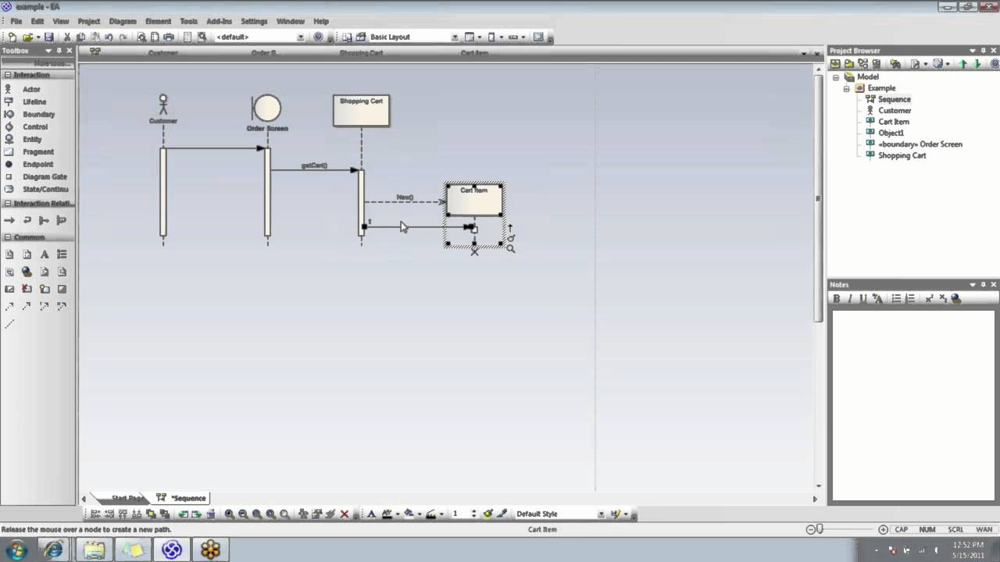 example - EA
File Edit View Project Diagram Element Tools Add-Ins Settings Window Help
<default>
Basic Layout
Toolbox
More tools...
Interaction
Actor
Lifeline
Boundary
Control
Entity
Fragment
Endpoint
Diagram Gate
State/Continu
Interaction Relati...
Common
Customer Order S... Shopping Cart Cart Item
Customer
Order Screen
Shopping Cart
getCart()
New()
Cart Item
Project Browser
Model
Example
Sequence
Customer
Cart Item
Object1
«boundary» Order Screen
Shopping Cart
Notes
B I U A
Start Page *Sequence
A 1 Default Style
Release the mouse over a node to create a new path.
Cart Item
CAP NUM SCRL WAN
12:52 PM
5/15/2011